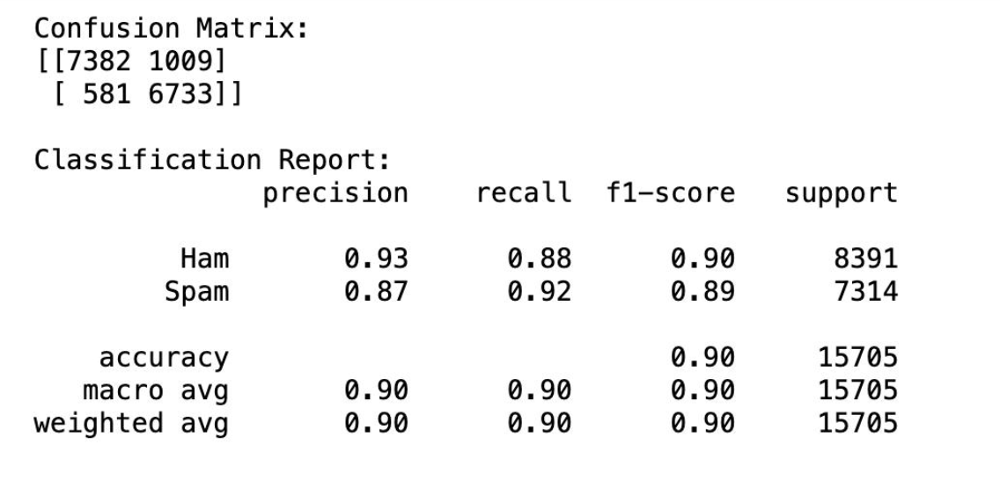 Confusion Matrix:
[[7382 1009]
 [ 581 6733]]
Classification Report:
precision recall f1-score support
Ham 0.93 0.88 0.90 8391
Spam 0.87 0.92 0.89 7314
accuracy 0.90 15705
macro avg 0.90 0.90 0.90 15705
weighted avg 0.90 0.90 0.90 15705